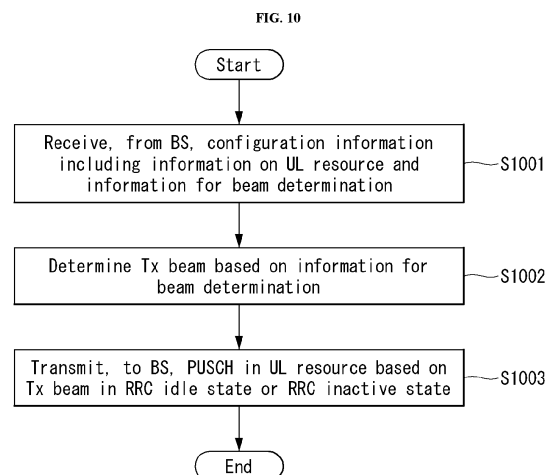 FIG. 10
Start
Receive, from BS, configuration information
including information on UL resource and
information for beam determination
S1001
Determine Tx beam based on information for
beam determination
S1002
Transmit, to BS, PUSCH in UL resource based on
Tx beam in RRC idle state or RRC inactive state
S1003
End